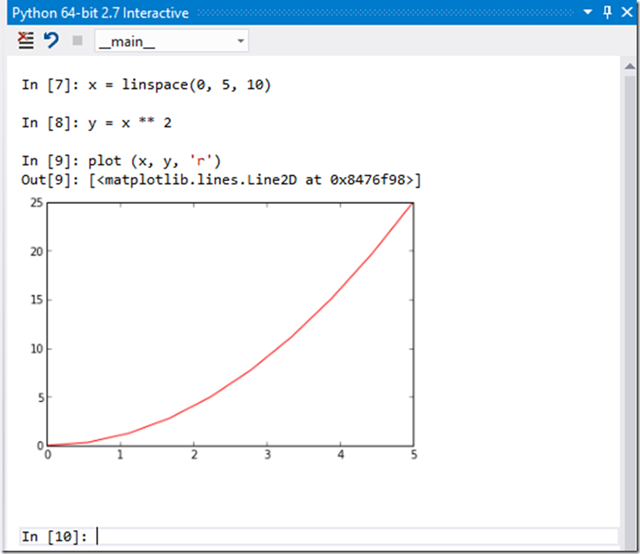 Python 64-bit 2.7 Interactive
__main__
In [7]: x = linspace(0, 5, 10)
In [8]: y = x ** 2
In [9]: plot (x, y, 'r')
Out[9]: [<matplotlib.lines.Line2D at 0x8476f98>]
25
20
15
10
5
0
0 1 2 3 4 5
In [10]: